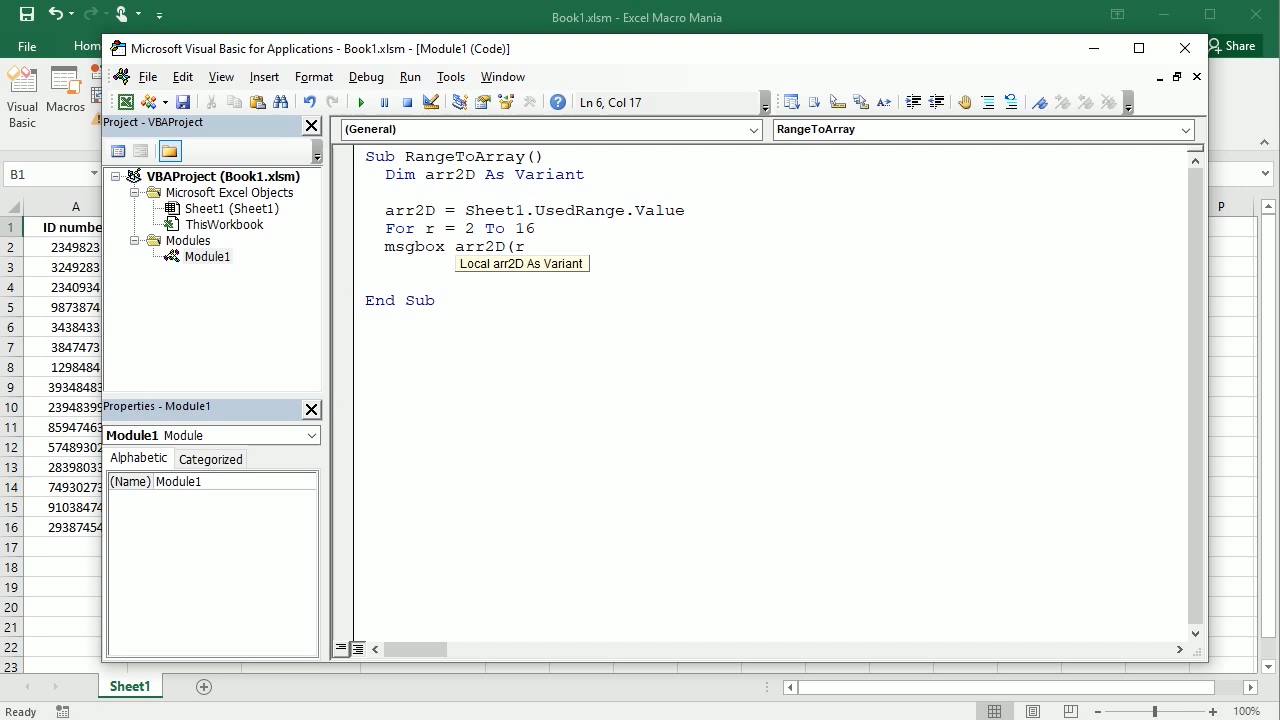 Book1.xlsm - Excel Macro Mania
File
Hom
Share
Visual Basic
Macros
B1
Microsoft Visual Basic for Applications - Book1.xlsm - [Module1 (Code)]
File Edit View Insert Format Debug Run Tools Window
Ln 6, Col 17
Project - VBAProject
VBAProject (Book1.xlsm)
Microsoft Excel Objects
Sheet1 (Sheet1)
ThisWorkbook
Modules
Module1
Properties - Module1
Module1 Module
Alphabetic Categorized
(Name) Module1
(General) RangeToArray
Sub RangeToArray()
Dim arr2D As Variant
arr2D = Sheet1.UsedRange.Value
For r = 2 To 16
msgbox arr2D(r
Local arr2D As Variant
End Sub
A P
1 ID numbe
2 2349823
3 3249283
4 2340934
5 9873874
6 3438433
7 3847473
8 1298484
9 39348483
10 23948399
11 85947463
12 57489302
13 28398033
14 74930273
15 91038474
16 29387454
17
18
19
20
21
22
23
Sheet1
Ready
100%